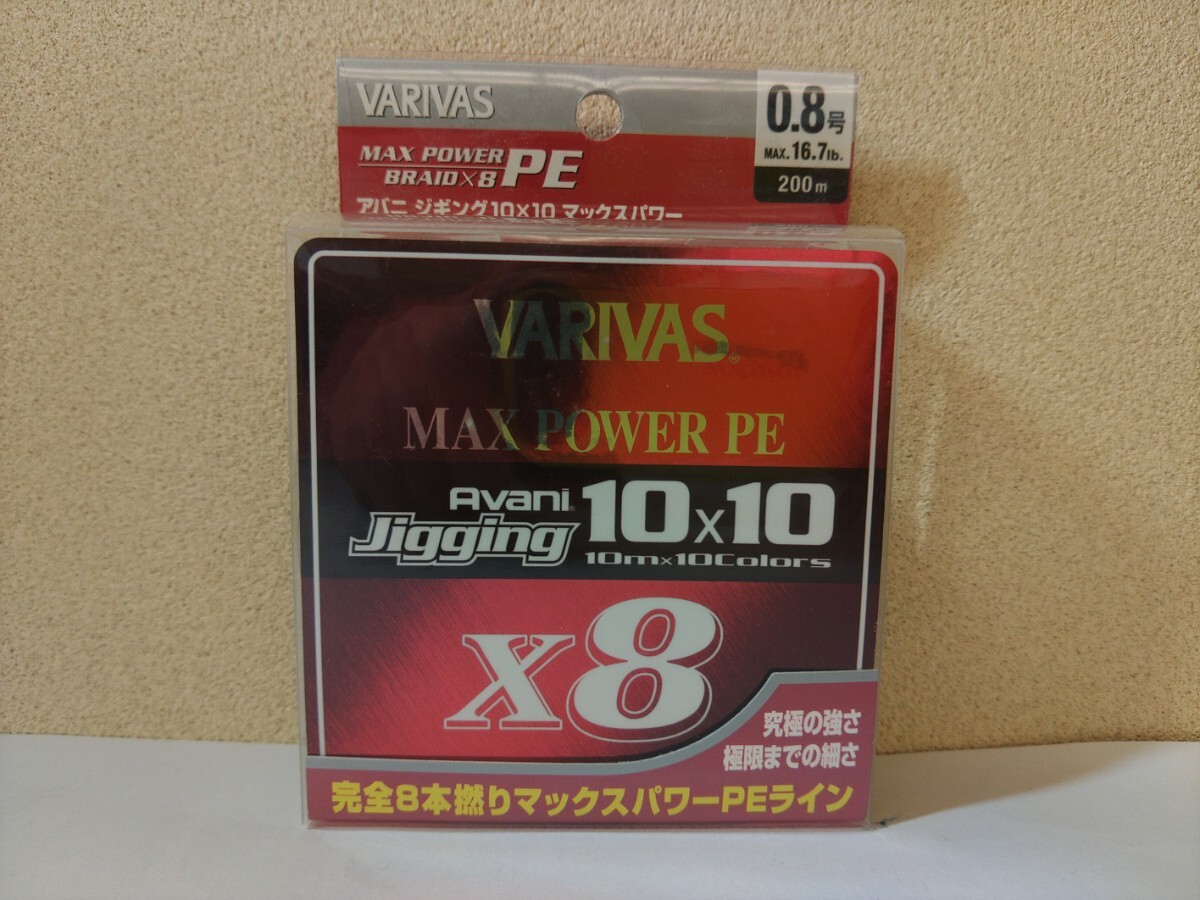 VARIVAS
0.8号
MAX.16.7lb.
200m
MAX POWER
BRAID×8 PE
アバニ ジギング10×10 マックスパワー
VARIVAS®
MAX POWER PE
Avani
Jigging 10×10
10m×10Colors
x8
究極の強さ
極限までの細さ
完全8本撚りマックスパワーPEライン